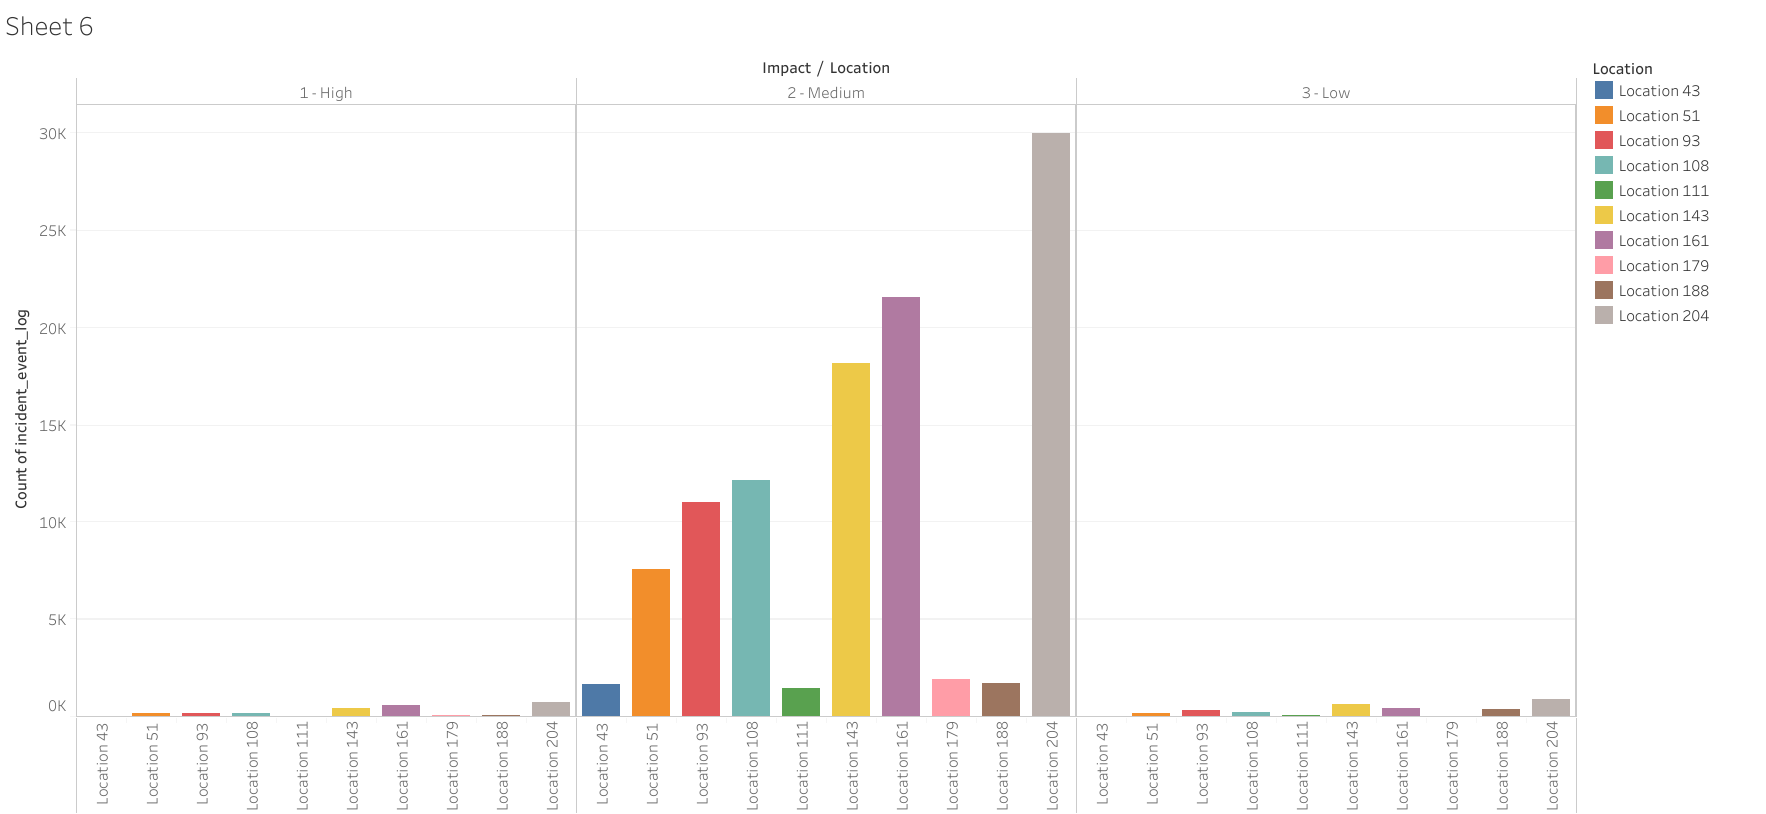 Sheet 6
Impact / Location
1 - High 2 - Medium 3 - Low
Count of incident_event_log
30K
25K
20K
15K
10K
5K
0K
Location 43
Location 51
Location 93
Location 108
Location 111
Location 143
Location 161
Location 179
Location 188
Location 204
Location 43
Location 51
Location 93
Location 108
Location 111
Location 143
Location 161
Location 179
Location 188
Location 204
Location 43
Location 51
Location 93
Location 108
Location 111
Location 143
Location 161
Location 179
Location 188
Location 204
Location
Location 43
Location 51
Location 93
Location 108
Location 111
Location 143
Location 161
Location 179
Location 188
Location 204